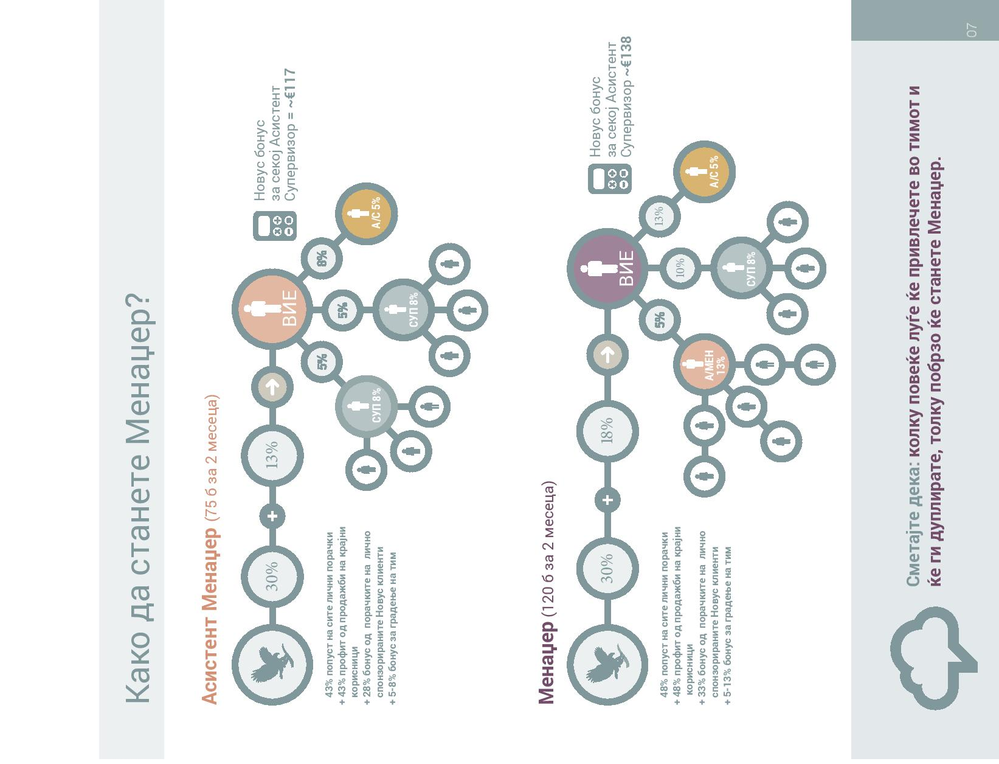 Како да станете Менаџер?
Асистент Менаџер (75 б за 2 месеца)
30%
+
13%
ВИЕ
Новус бонус
за секој Асистент
Супервизор = ~€117
5%
5%
8%
СУП 8%
СУП 8%
А/С 5%
43% попуст на сите лични порачки
+ 43% профит од продажби на крајни
корисници
+ 28% бонус од порачките на лично
спонзорираните Новус клиенти
+ 5-8% бонус за градење на тим
Менаџер (120 б за 2 месеца)
30%
+
18%
ВИЕ
Новус бонус
за секој Асистент
Супервизор ~€138
5%
10%
13%
А/МЕН
13%
СУП 8%
А/С 5%
48% попуст на сите лични порачки
+ 48% профит од продажби на крајни
корисници
+ 33% бонус од порачките на лично
спонзорираните Новус клиенти
+ 5-13% бонус за градење на тим
Сметајте дека: колку повеќе луѓе ќе привлечете во тимот и
ќе ги дуплирате, толку побрзо ќе станете Менаџер.
07